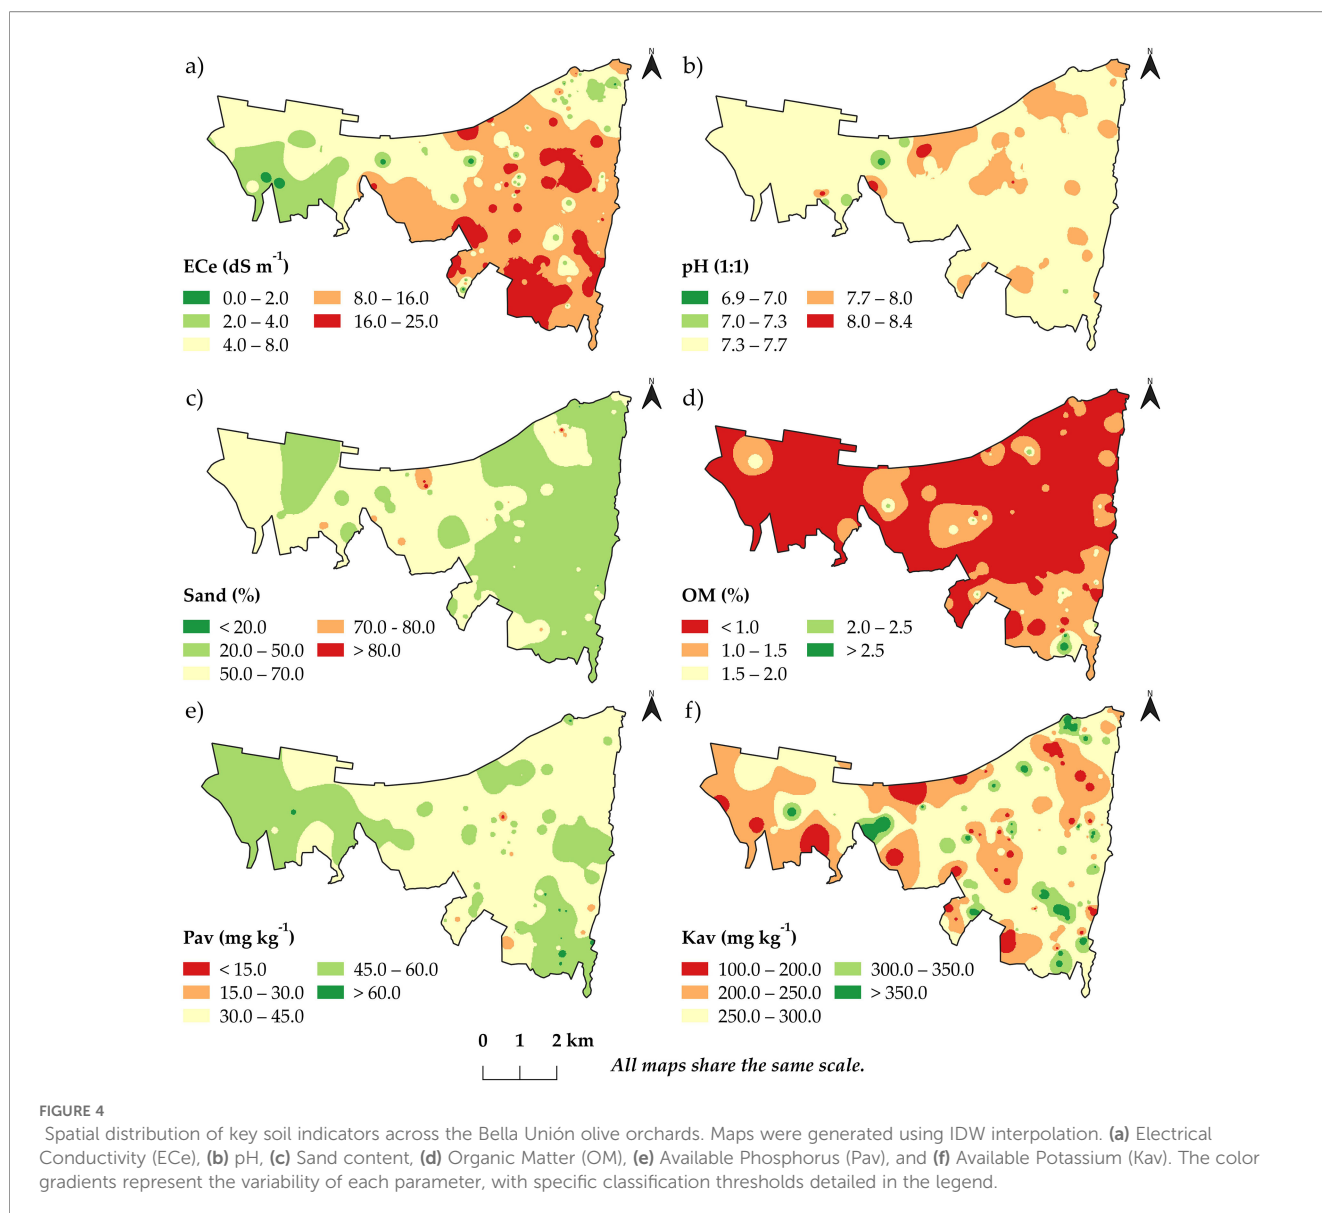 a)
N
ECe (dS m⁻¹)
0.0 – 2.0
2.0 – 4.0
4.0 – 8.0
8.0 – 16.0
16.0 – 25.0
b)
N
pH (1:1)
6.9 – 7.0
7.0 – 7.3
7.3 – 7.7
7.7 – 8.0
8.0 – 8.4
c)
N
Sand (%)
< 20.0
20.0 – 50.0
50.0 – 70.0
70.0 - 80.0
> 80.0
d)
N
OM (%)
< 1.0
1.0 – 1.5
1.5 – 2.0
2.0 – 2.5
> 2.5
e)
N
Pav (mg kg⁻¹)
< 15.0
15.0 – 30.0
30.0 – 45.0
45.0 – 60.0
> 60.0
f)
N
Kav (mg kg⁻¹)
100.0 – 200.0
200.0 – 250.0
250.0 – 300.0
300.0 – 350.0
> 350.0
0 1 2 km
All maps share the same scale.
FIGURE 4
Spatial distribution of key soil indicators across the Bella Unión olive orchards. Maps were generated using IDW interpolation. (a) Electrical
Conductivity (ECe), (b) pH, (c) Sand content, (d) Organic Matter (OM), (e) Available Phosphorus (Pav), and (f) Available Potassium (Kav). The color
gradients represent the variability of each parameter, with specific classification thresholds detailed in the legend.